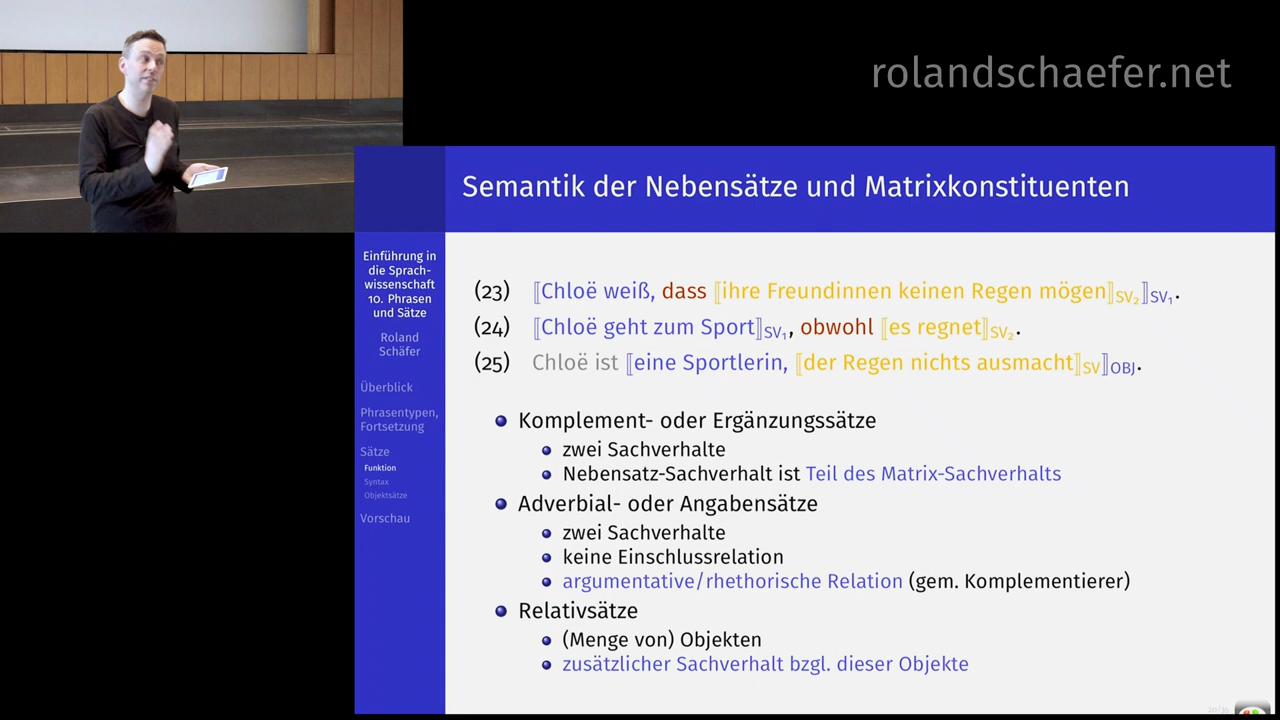 rolandschaefer.net
Semantik der Nebensätze und Matrixkonstituenten
Einführung in
die Sprach-
wissenschaft
10. Phrasen
und Sätze
Roland
Schäfer
Überblick
Phrasentypen,
Fortsetzung
Sätze
Funktion
Syntax
Objektsätze
Vorschau
(23) ⟦Chloë weiß, dass ⟦ihre Freundinnen keinen Regen mögen⟧SV₂⟧SV₁.
(24) ⟦Chloë geht zum Sport⟧SV₁, obwohl ⟦es regnet⟧SV₂.
(25) Chloë ist ⟦eine Sportlerin, ⟦der Regen nichts ausmacht⟧SV⟧OBJ.
• Komplement- oder Ergänzungssätze
• zwei Sachverhalte
• Nebensatz-Sachverhalt ist Teil des Matrix-Sachverhalts
• Adverbial- oder Angabensätze
• zwei Sachverhalte
• keine Einschlussrelation
• argumentative/rhethorische Relation (gem. Komplementierer)
• Relativsätze
• (Menge von) Objekten
• zusätzlicher Sachverhalt bzgl. dieser Objekte
20/35